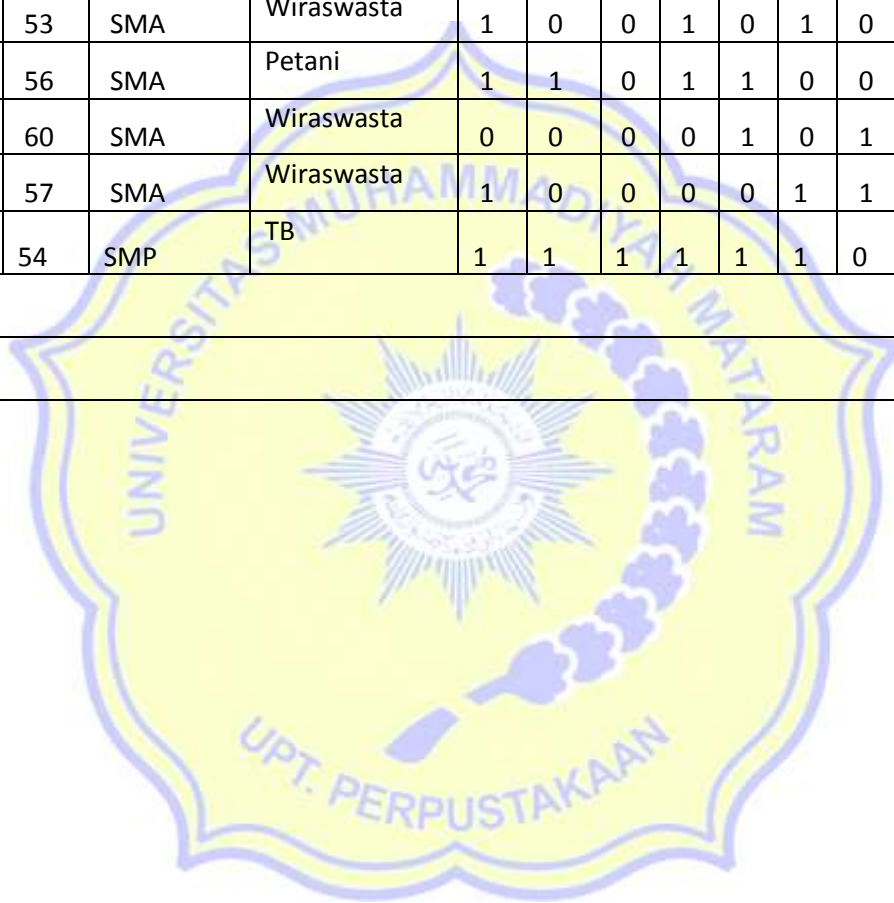 53 SMA Wiraswasta 1 0 0 1 0 1 0
56 SMA Petani 1 1 0 1 1 0 0
60 SMA Wiraswasta 0 0 0 0 1 0 1
57 SMA Wiraswasta 1 0 0 0 0 1 1
54 SMP TB 1 1 1 1 1 1 0
UNIVERSITAS MUHAMMADIYAH MATARAM
UPT. PERPUSTAKAAN